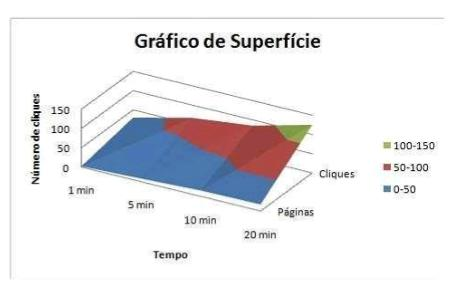 Gráfico de Superfície
Número de cliques
150
100
50
0
1 min
5 min
10 min
20 min
Tempo
Cliques
Páginas
100-150
50-100
0-50